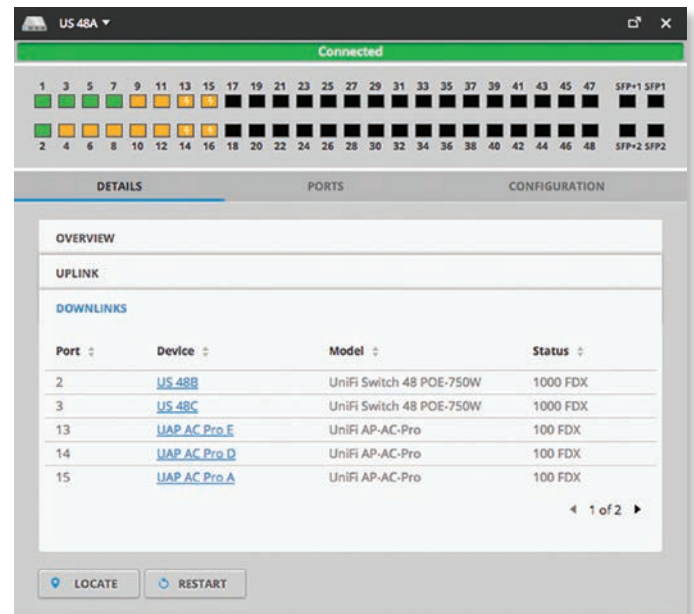 US 48A
Connected
1 3 5 7 9 11 13 15 17 19 21 23 25 27 29 31 33 35 37 39 41 43 45 47 SFP+1 SFP1
2 4 6 8 10 12 14 16 18 20 22 24 26 28 30 32 34 36 38 40 42 44 46 48 SFP+2 SFP2
DETAILS PORTS CONFIGURATION
OVERVIEW
UPLINK
DOWNLINKS
Port Device Model Status
2 US 48B UniFi Switch 48 POE-750W 1000 FDX
3 US 48C UniFi Switch 48 POE-750W 1000 FDX
13 UAP AC Pro E UniFi AP-AC-Pro 100 FDX
14 UAP AC Pro D UniFi AP-AC-Pro 100 FDX
15 UAP AC Pro A UniFi AP-AC-Pro 100 FDX
1 of 2
LOCATE RESTART